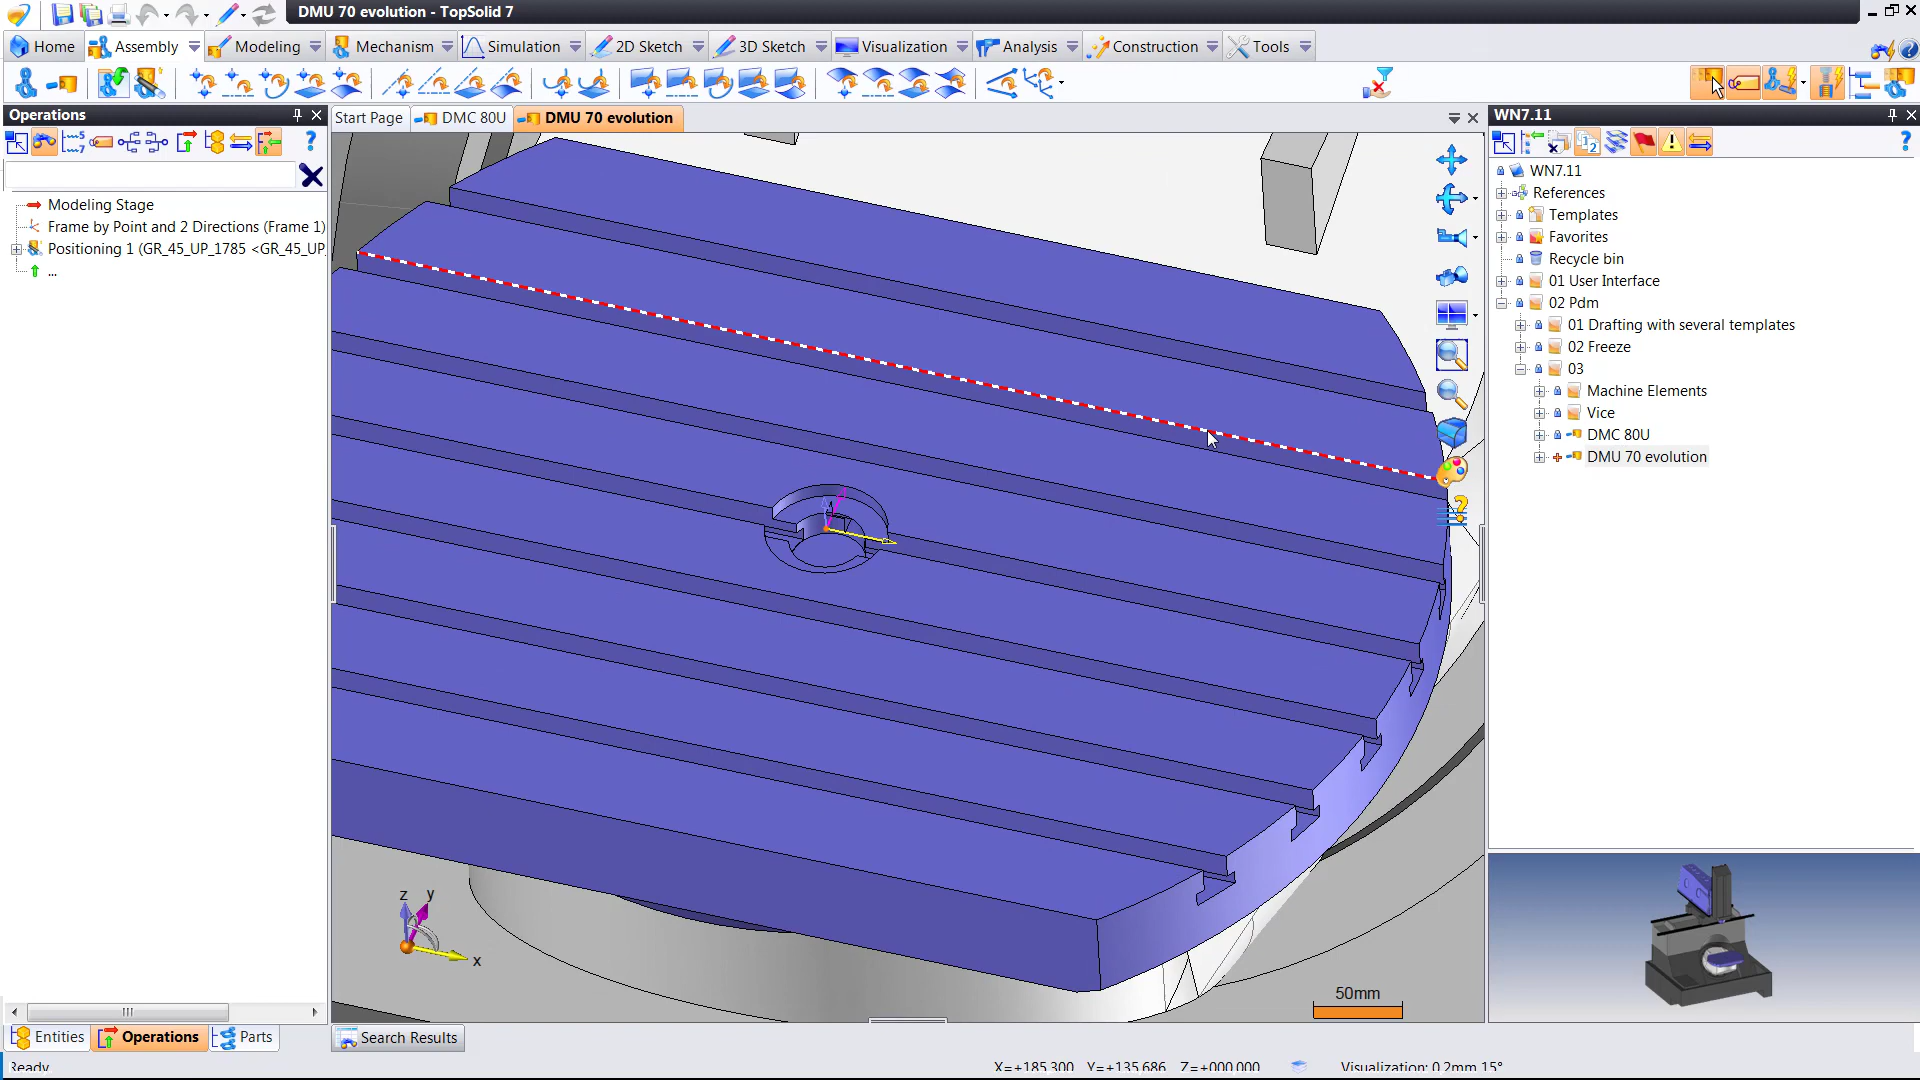 DMU 70 evolution - TopSolid 7
Home
Assembly
Modeling
Mechanism
Simulation
2D Sketch
3D Sketch
Visualization
Analysis
Construction
Tools
Operations
Start Page
DMC 80U
DMU 70 evolution
WN7.11
Modeling Stage
Frame by Point and 2 Directions (Frame 1)
Positioning 1 (GR_45_UP_1785 <GR_45_UP
...
WN7.11
References
Templates
Favorites
Recycle bin
01 User Interface
02 Pdm
01 Drafting with several templates
02 Freeze
03
Machine Elements
Vice
DMC 80U
DMU 70 evolution
z
y
x
50mm
Entities
Operations
Parts
Search Results
Ready
X=+185.300 Y=+135.686 Z=+000.000
Visualization: 0.2mm 15°